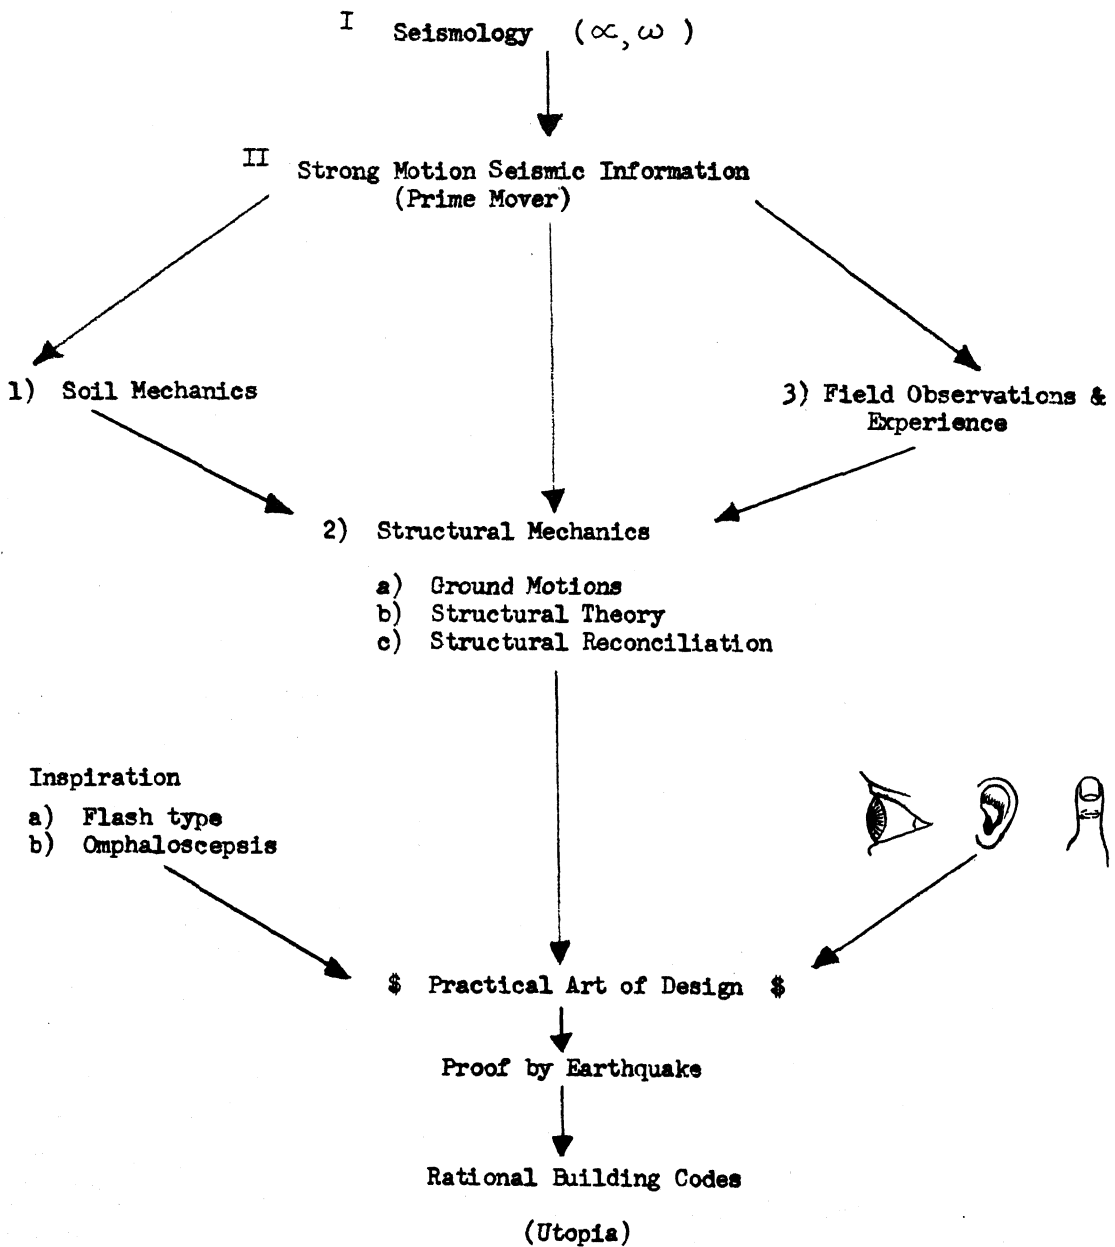 I Seismology (∝, ω)
II Strong Motion Seismic Information
(Prime Mover)
1) Soil Mechanics
3) Field Observations &
Experience
2) Structural Mechanics
a) Ground Motions
b) Structural Theory
c) Structural Reconciliation
Inspiration
a) Flash type
b) Omphaloscepsis
$ Practical Art of Design $
Proof by Earthquake
Rational Building Codes
(Utopia)